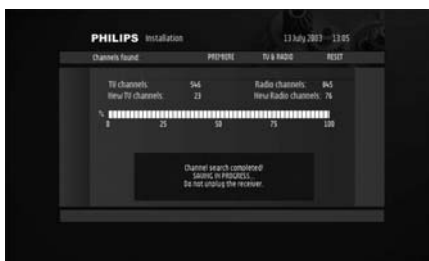 PHILIPS Installation 13 July 2003 13:05
Channels found: PREMIERE TV & RADIO RESET
TV channels: 546 Radio channels: 845
New TV channels: 23 New Radio channels: 76
%
0 25 50 75 100
Channel search completed!
SAVING IN PROGRESS...
Do not unplug the receiver.